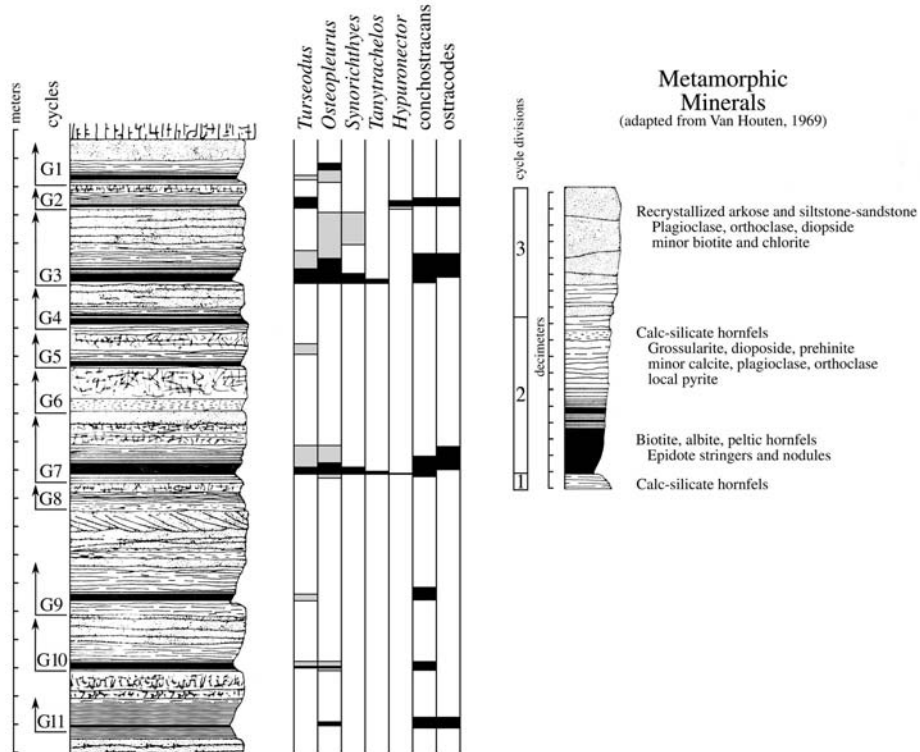 meters
cycles
Turseodus
Osteopleurus
Synorichthyes
Tanytrachelos
Hypuronector
conchostracans
ostracodes
G1
G2
G3
G4
G5
G6
G7
G8
G9
G10
G11
Metamorphic
Minerals
(adapted from Van Houten, 1969)
cycle divisions
3
2
1
decimeters
Recrystallized arkose and siltstone-sandstone
Plagioclase, orthoclase, diopside
minor biotite and chlorite
Calc-silicate hornfels
Grossularite, dioposide, prehinite
minor calcite, plagioclase, orthoclase
local pyrite
Biotite, albite, peltic hornfels
Epidote stringers and nodules
Calc-silicate hornfels